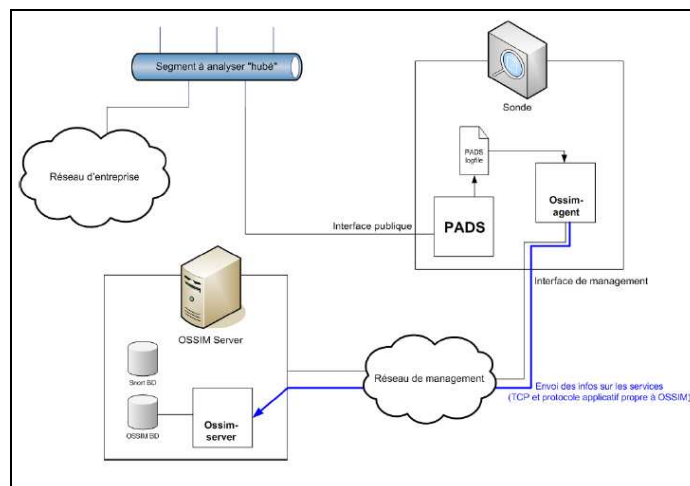 Segment à analyser "hubé"
Sonde
Réseau d'entreprise
PADS
logfile
Ossim-
agent
PADS
Interface publique
Interface de management
OSSIM Server
Réseau de management
Snort BD
Envoi des infos sur les services
(TCP et protocole applicatif propre à OSSIM)
OSSIM BD
Ossim-
server